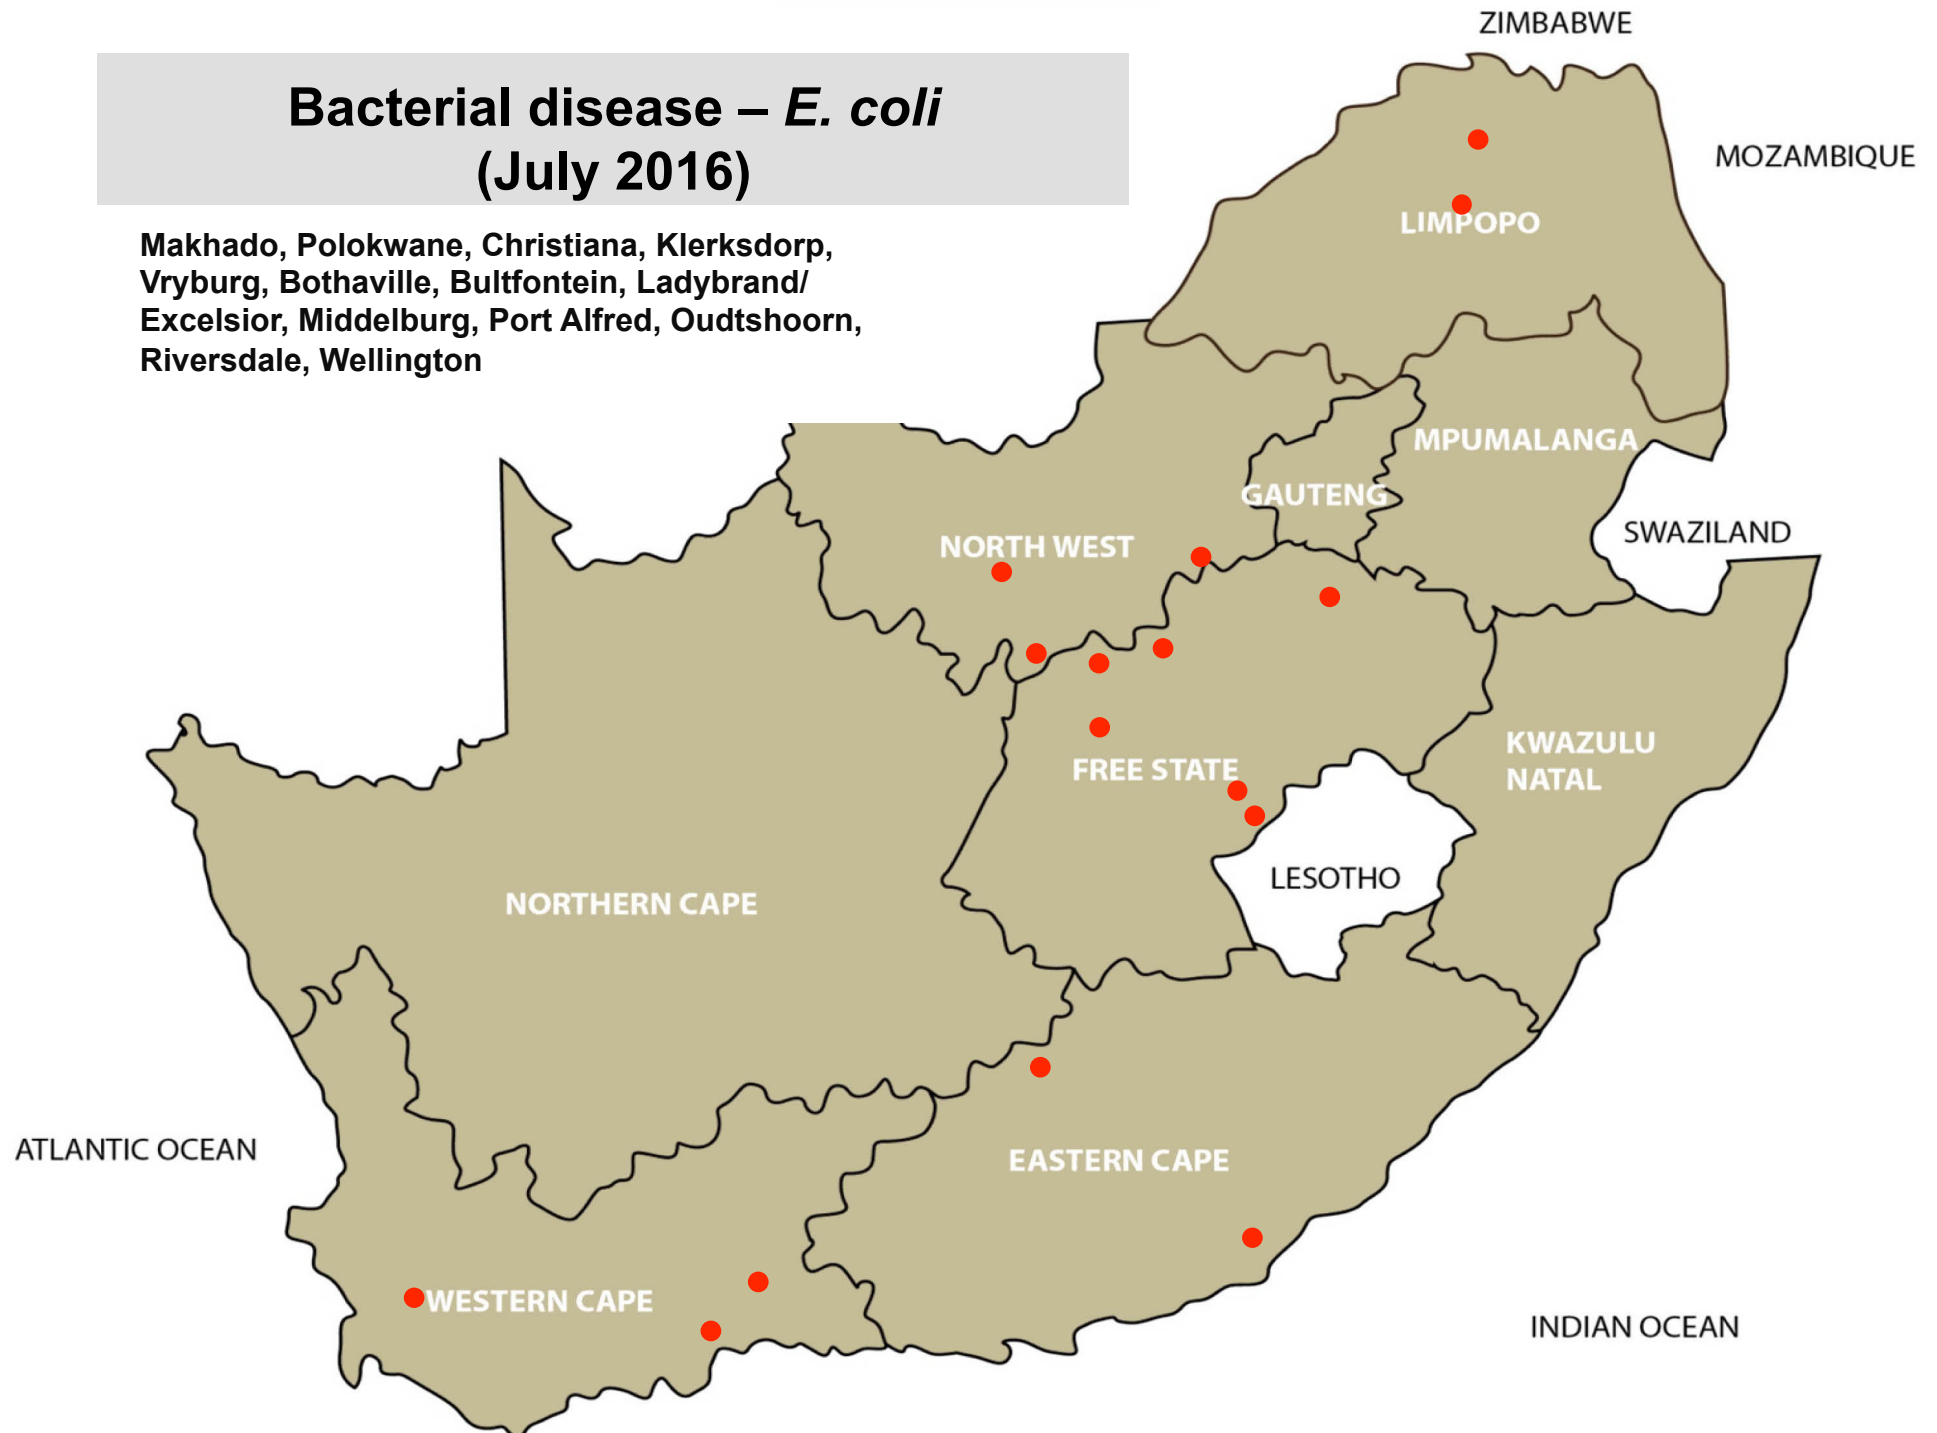 ZIMBABWE
Bacterial disease – E. coli
(July 2016)
MOZAMBIQUE
Makhado, Polokwane, Christiana, Klerksdorp,
Vryburg, Bothaville, Bultfontein, Ladybrand/
Excelsior, Middelburg, Port Alfred, Oudtshoorn,
Riversdale, Wellington
LIMPOPO
MPUMALANGA
GAUTENG
SWAZILAND
NORTH WEST
KWAZULU
NATAL
FREE STATE
LESOTHO
NORTHERN CAPE
ATLANTIC OCEAN
EASTERN CAPE
WESTERN CAPE
INDIAN OCEAN